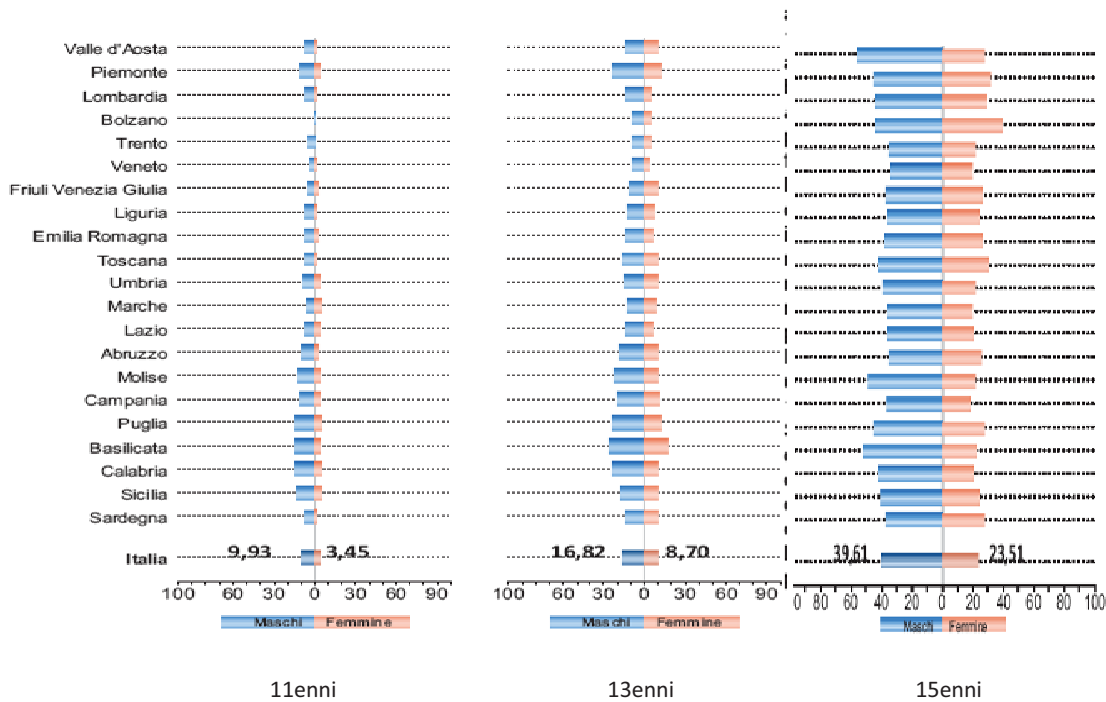 Valle d'Aosta
Piemonte
Lombardia
Bolzano
Trento
Veneto
Friuli Venezia Giulia
Liguria
Emilia Romagna
Toscana
Umbria
Marche
Lazio
Abruzzo
Molise
Campania
Puglia
Basilicata
Calabria
Sicilia
Sardegna
Italia 9,93 3,45 16,82 8,70 39,61 23,51
100 60 30 0 30 60 90
100 60 30 0 30 60 90
00 80 60 40 20 0 20 40 60 80 100
Maschi Femmine
Maschi Femmine
Maschi Femmine
11enni 13enni 15enni